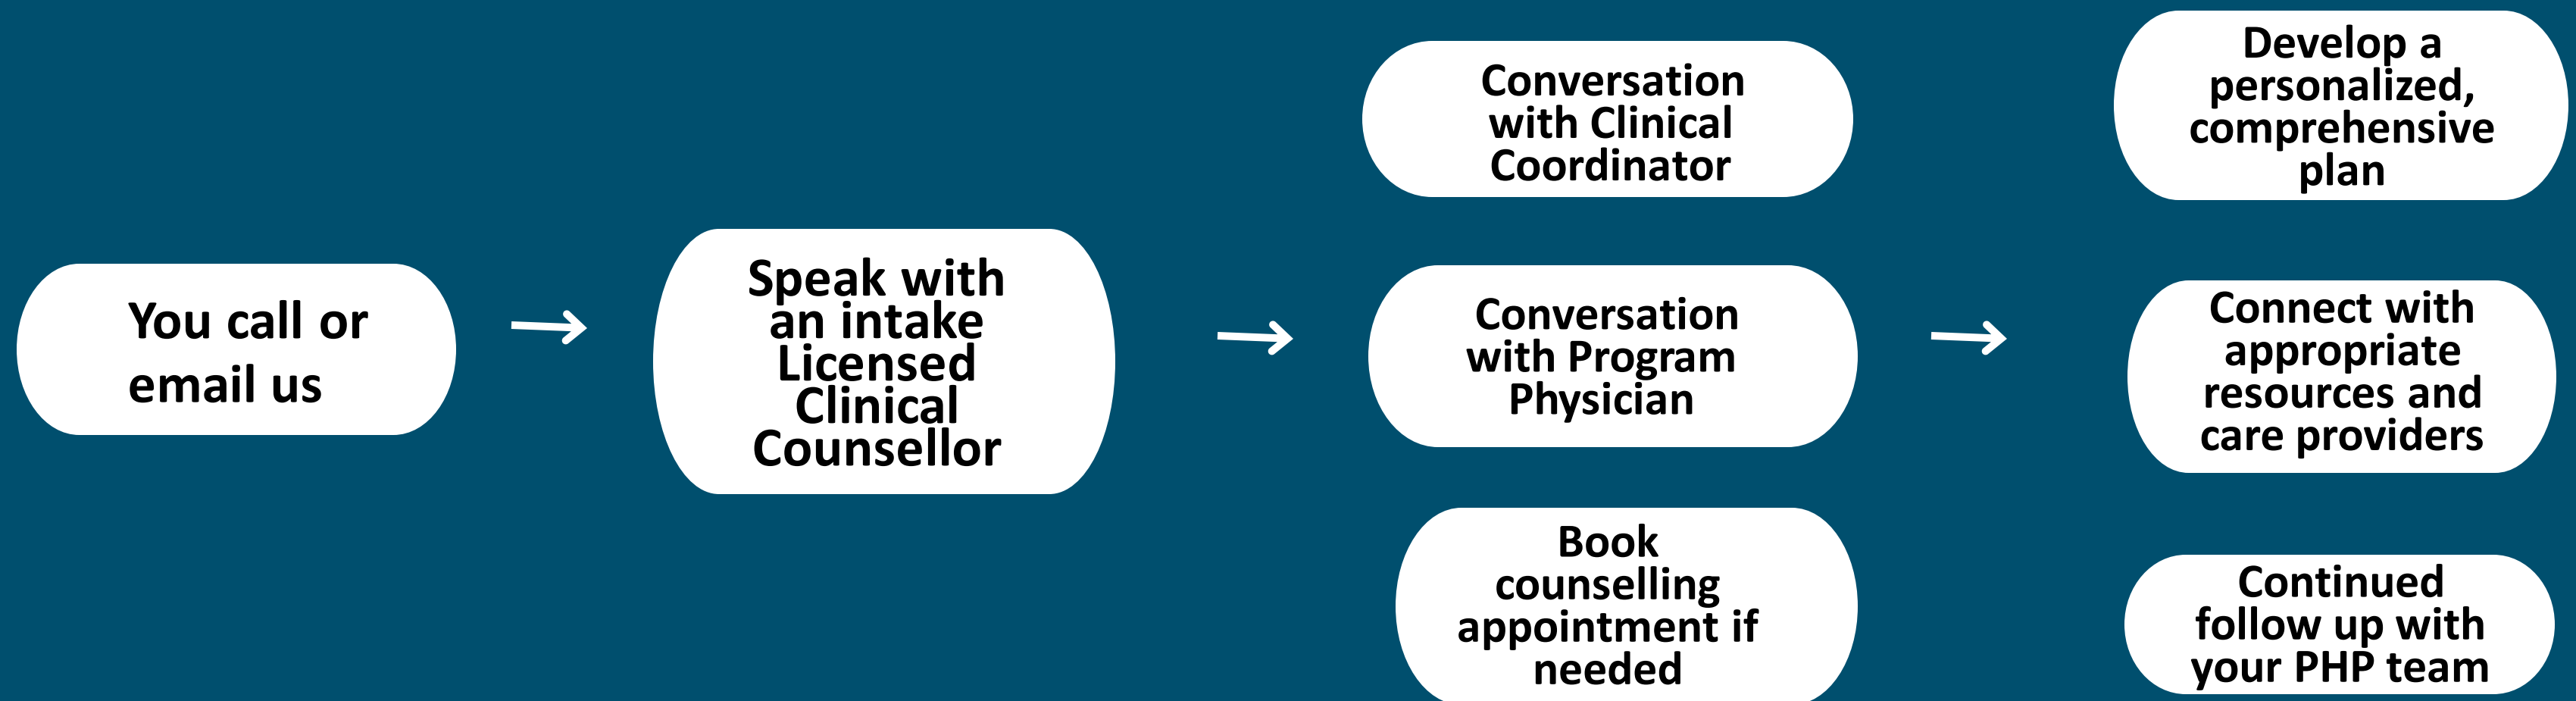 You call or
email us
Speak with
an intake
Licensed
Clinical
Counsellor
Conversation
with Clinical
Coordinator
Conversation
with Program
Physician
Book
counselling
appointment if
needed
Develop a
personalized,
comprehensive
plan
Connect with
appropriate
resources and
care providers
Continued
follow up with
your PHP team